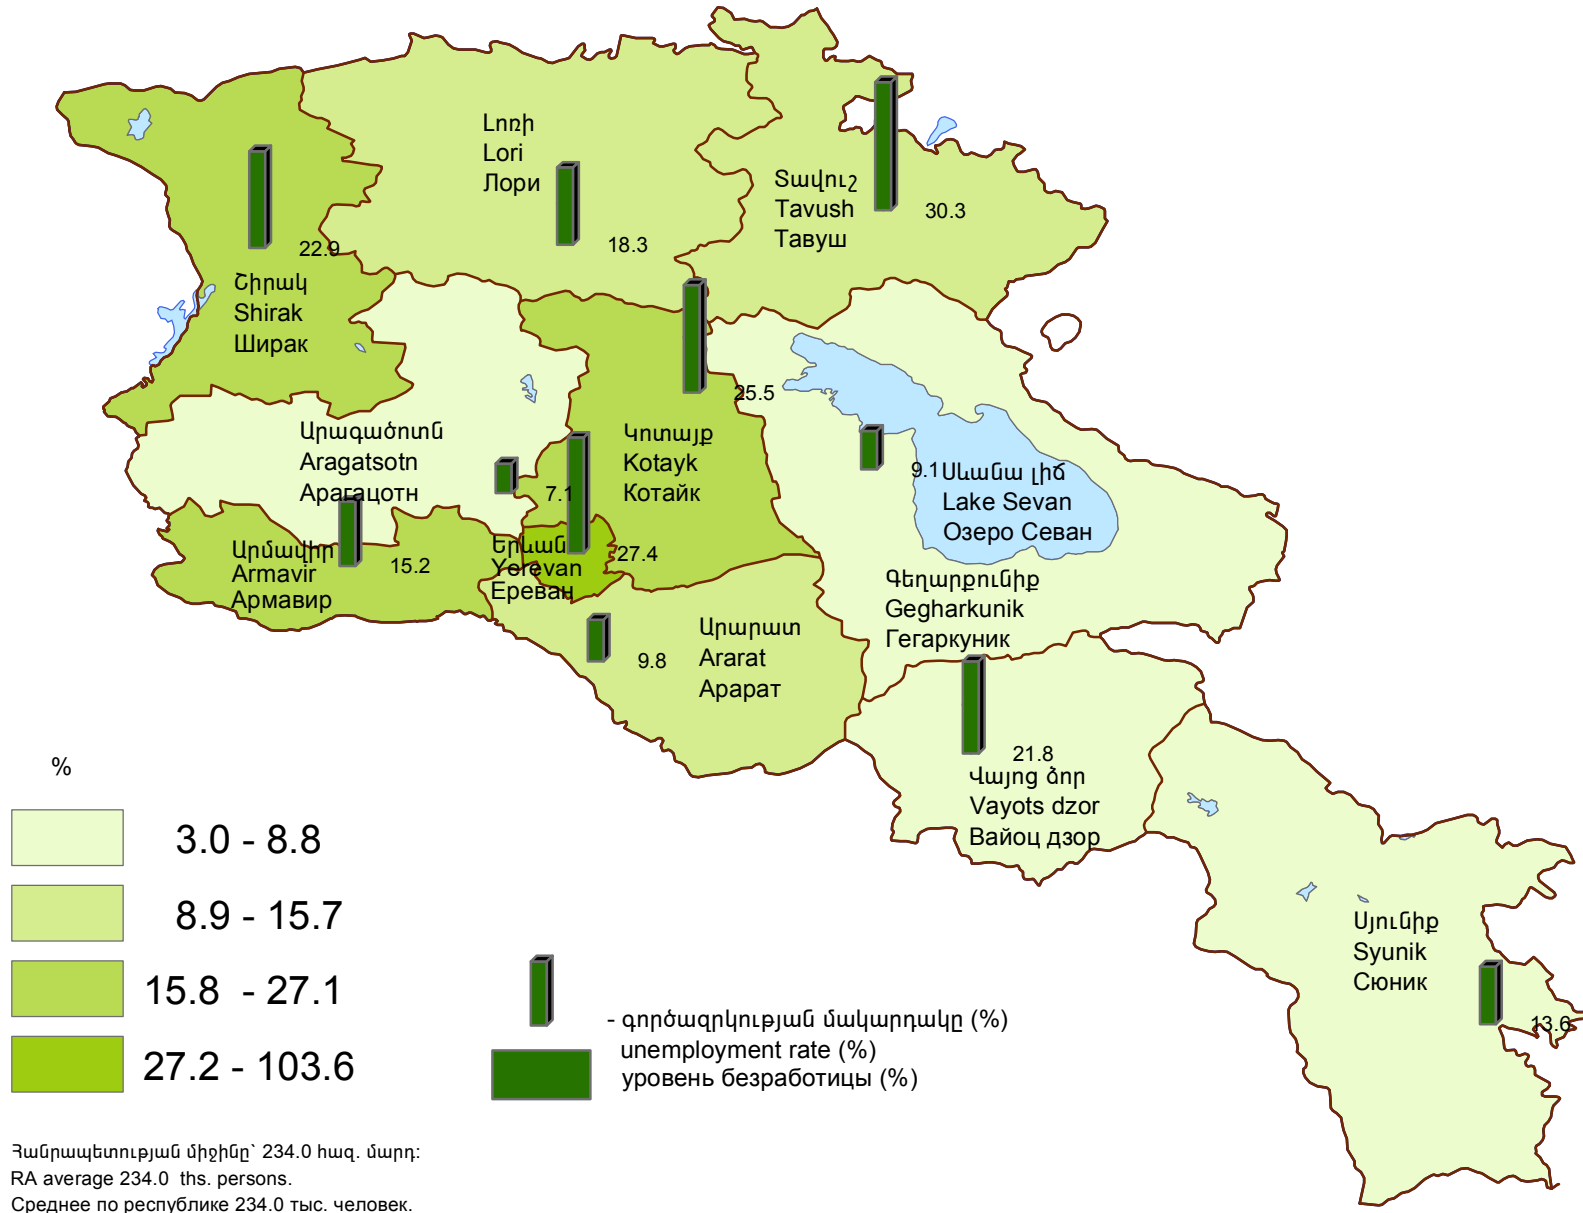 Լոռի
Lori
Лори
18.3
Տավուշ
Tavush
Тавуш
30.3
22.9
Շիրակ
Shirak
Ширак
25.5
Կոտայք
Kotayk
Котайк
Արագածոտն
Aragatsotn
Арагацотн
7.1
9.1
Սևանա լիճ
Lake Sevan
Озеро Севан
Արմավիր
Armavir
Армавир
15.2
Երևան
Yerevan
Ереван
27.4
Գեղարքունիք
Gegharkunik
Гегаркуник
Արարատ
Ararat
Арарат
9.8
21.8
Վայոց ձոր
Vayots dzor
Вайоц дзор
Սյունիք
Syunik
Сюник
13.6
%
3.0 - 8.8
8.9 - 15.7
15.8 - 27.1
27.2 - 103.6
- գործազրկության մակարդակը (%)
unemployment rate (%)
уровень безработицы (%)
Հանրապետության միջինը՝ 234.0 հազ. մարդ:
RA average 234.0 ths. persons.
Среднее по республике 234.0 тыс. человек.